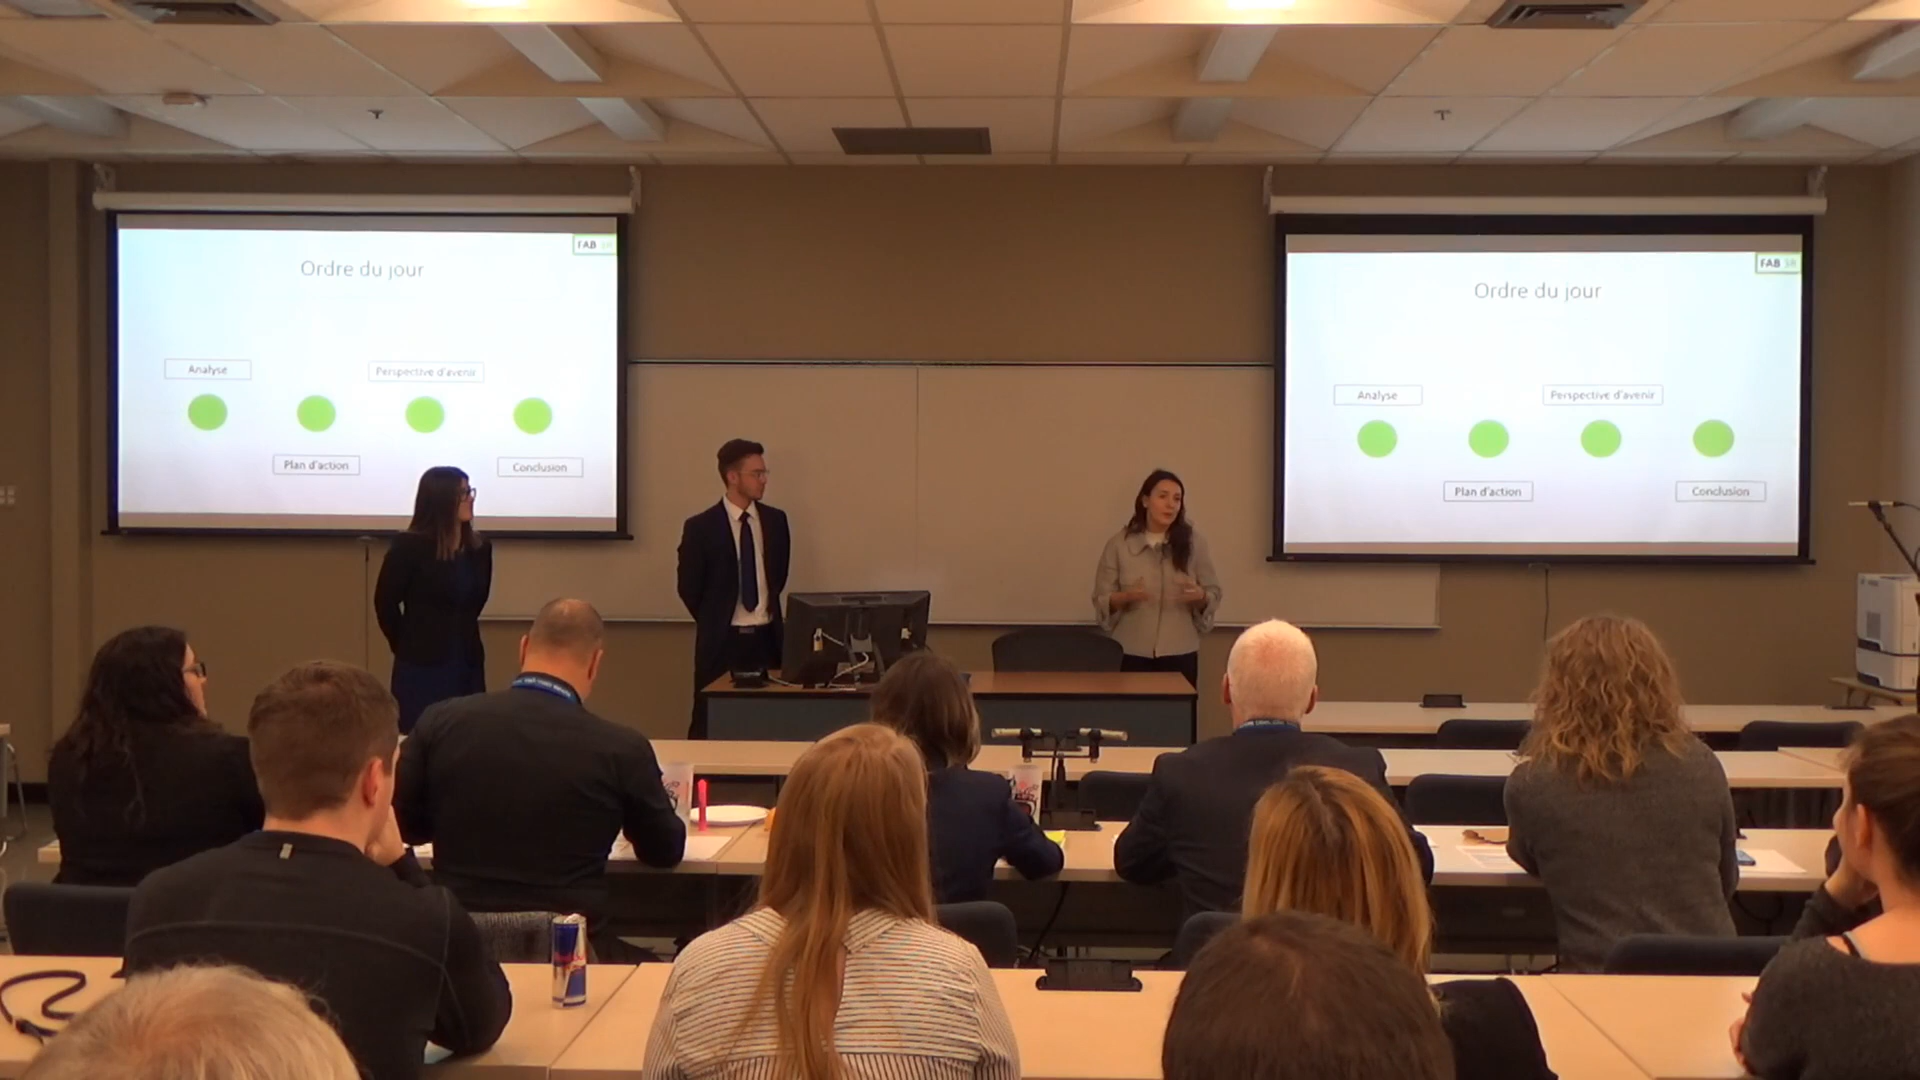 FAB
Ordre du jour
Analyse
Perspective d'avenir
Plan d'action
Conclusion
FAB
Ordre du jour
Analyse
Perspective d'avenir
Plan d'action
Conclusion